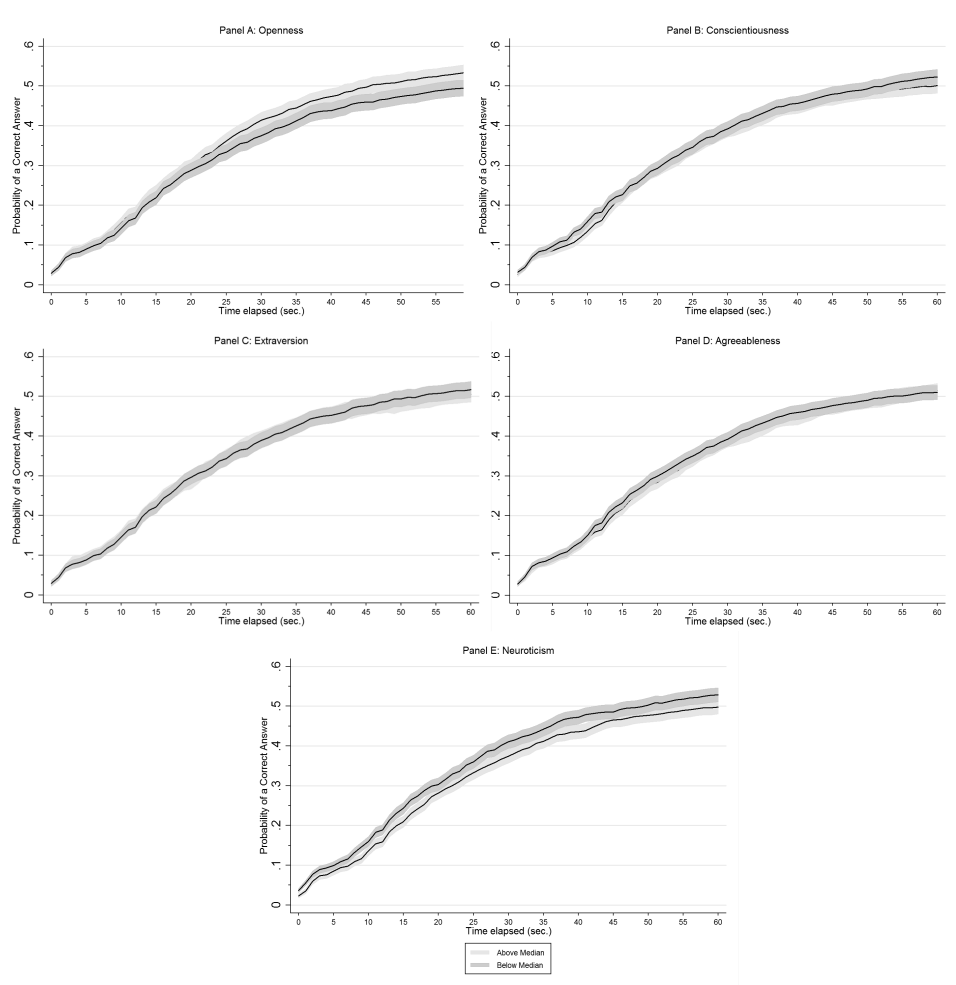 Panel A: Openness
Probability of a Correct Answer
0 .1 .2 .3 .4 .5 .6
0 5 10 15 20 25 30 35 40 45 50 55
Time elapsed (sec.)
Panel B: Conscientiousness
Probability of a Correct Answer
0 .1 .2 .3 .4 .5 .6
0 5 10 15 20 25 30 35 40 45 50 55 60
Time elapsed (sec.)
Panel C: Extraversion
Probability of a Correct Answer
0 .1 .2 .3 .4 .5 .6
0 5 10 15 20 25 30 35 40 45 50 55 60
Time elapsed (sec.)
Panel D: Agreeableness
Probability of a Correct Answer
0 .1 .2 .3 .4 .5 .6
0 5 10 15 20 25 30 35 40 45 50 55 60
Time elapsed (sec.)
Panel E: Neuroticism
Probability of a Correct Answer
0 .1 .2 .3 .4 .5 .6
0 5 10 15 20 25 30 35 40 45 50 55 60
Time elapsed (sec.)
Above Median
Below Median